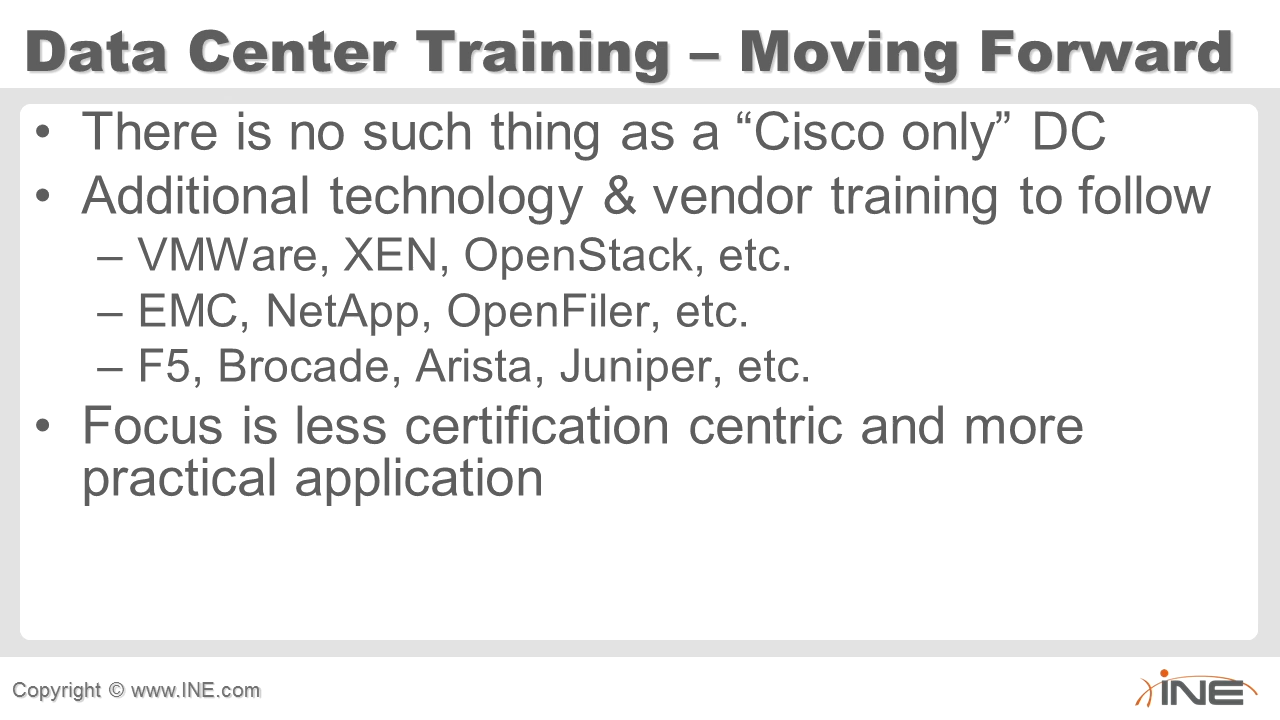 Data Center Training – Moving Forward
• There is no such thing as a “Cisco only” DC
• Additional technology & vendor training to follow
– VMWare, XEN, OpenStack, etc.
– EMC, NetApp, OpenFiler, etc.
– F5, Brocade, Arista, Juniper, etc.
• Focus is less certification centric and more
practical application
Copyright © www.INE.com
INE